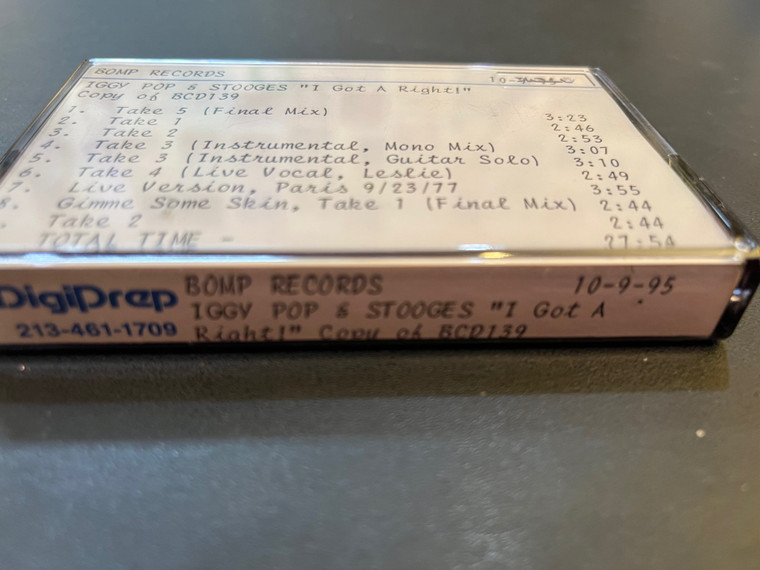 BOMP RECORDS 10-
IGGY POP & STOOGES "I Got A Right!"
Copy of BCD139
1. Take 5 (Final Mix) 3:23
2. Take 1 2:46
3. Take 2 2:53
4. Take 3 (Instrumental, Mono Mix) 3:07
5. Take 3 (Instrumental, Guitar Solo) 3:10
6. Take 4 (Live Vocal, Leslie) 2:49
7. Live Version, Paris 9/23/77 3:55
8. Gimme Some Skin, Take 1 (Final Mix) 2:44
. Take 2 2:44
TOTAL TIME - 27:54
DigiPrep
213-461-1709
BOMP RECORDS 10-9-95
IGGY POP & STOOGES "I Got A
Right!" Copy of BCD139